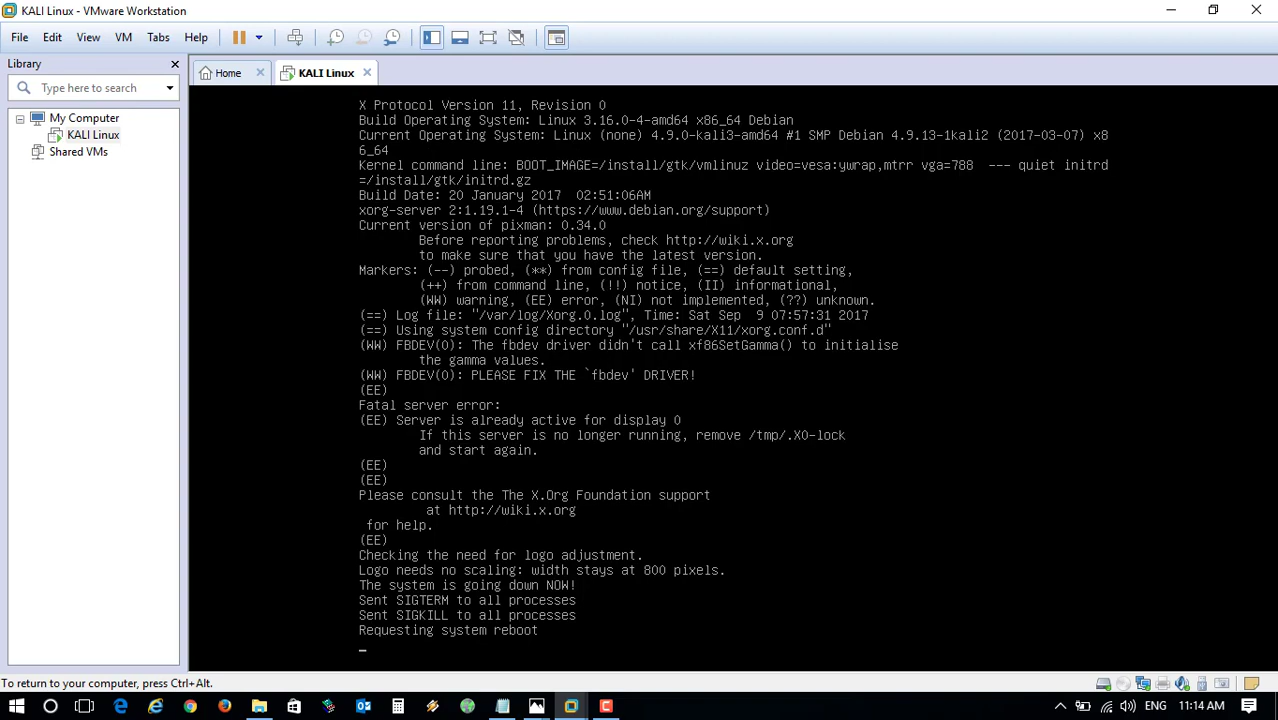 KALI Linux - VMware Workstation
File Edit View VM Tabs Help
Library
Type here to search
My Computer
KALI Linux
Shared VMs
Home
KALI Linux
X Protocol Version 11, Revision 0
Build Operating System: Linux 3.16.0-4-amd64 x86_64 Debian
Current Operating System: Linux (none) 4.9.0-kali3-amd64 #1 SMP Debian 4.9.13-1kali2 (2017-03-07) x8
6_64
Kernel command line: BOOT_IMAGE=/install/gtk/vmlinuz video=vesa:ywrap,mtrr vga=788  --- quiet initrd
=/install/gtk/initrd.gz
Build Date: 20 January 2017  02:51:06AM
xorg-server 2:1.19.1-4 (https://www.debian.org/support)
Current version of pixman: 0.34.0
Before reporting problems, check http://wiki.x.org
to make sure that you have the latest version.
Markers: (--) probed, (**) from config file, (==) default setting,
(++) from command line, (!!) notice, (II) informational,
(WW) warning, (EE) error, (NI) not implemented, (??) unknown.
(==) Log file: "/var/log/Xorg.0.log", Time: Sat Sep  9 07:57:31 2017
(==) Using system config directory "/usr/share/X11/xorg.conf.d"
(WW) FBDEV(0): The fbdev driver didn't call xf86SetGamma() to initialise
the gamma values.
(WW) FBDEV(0): PLEASE FIX THE `fbdev' DRIVER!
(EE)
Fatal server error:
(EE) Server is already active for display 0
If this server is no longer running, remove /tmp/.X0-lock
and start again.
(EE)
(EE)
Please consult the The X.Org Foundation support
at http://wiki.x.org
for help.
(EE)
Checking the need for logo adjustment.
Logo needs no scaling: width stays at 800 pixels.
The system is going down NOW!
Sent SIGTERM to all processes
Sent SIGKILL to all processes
Requesting system reboot
_
To return to your computer, press Ctrl+Alt.
ENG 11:14 AM